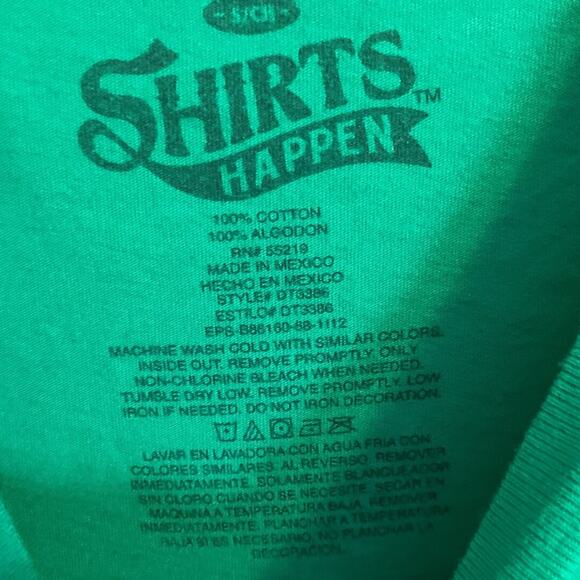 S/CH
SHIRTS™
HAPPEN
100% COTTON
100% ALGODON
RN# 55219
MADE IN MEXICO
HECHO EN MEXICO
STYLE# DT3386
ESTILO# DT3386
EPS-B86160-68-1112
MACHINE WASH COLD WITH SIMILAR COLORS.
INSIDE OUT. REMOVE PROMPTLY. ONLY
NON-CHLORINE BLEACH WHEN NEEDED.
TUMBLE DRY LOW. REMOVE PROMPTLY. LOW
IRON IF NEEDED. DO NOT IRON DECORATION.
LAVAR EN LAVADORA CON AGUA FRIA CON
COLORES SIMILARES. AL REVERSO. REMOVER
INMEDIATAMENTE. SOLAMENTE BLANQUEADOR
SIN CLORO CUANDO SE NECESITE. SECAR EN
MAQUINA A TEMPERATURA BAJA. REMOVER
INMEDIATAMENTE. PLANCHAR A TEMPERATURA
BAJA SI ES NECESARIO. NO PLANCHAR LA
DECORACION.